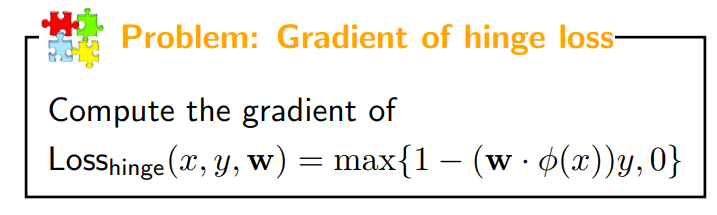 Problem: Gradient of hinge loss
Compute the gradient of
Loss_hinge(x, y, w) = max{1 − (w · ϕ(x))y, 0}